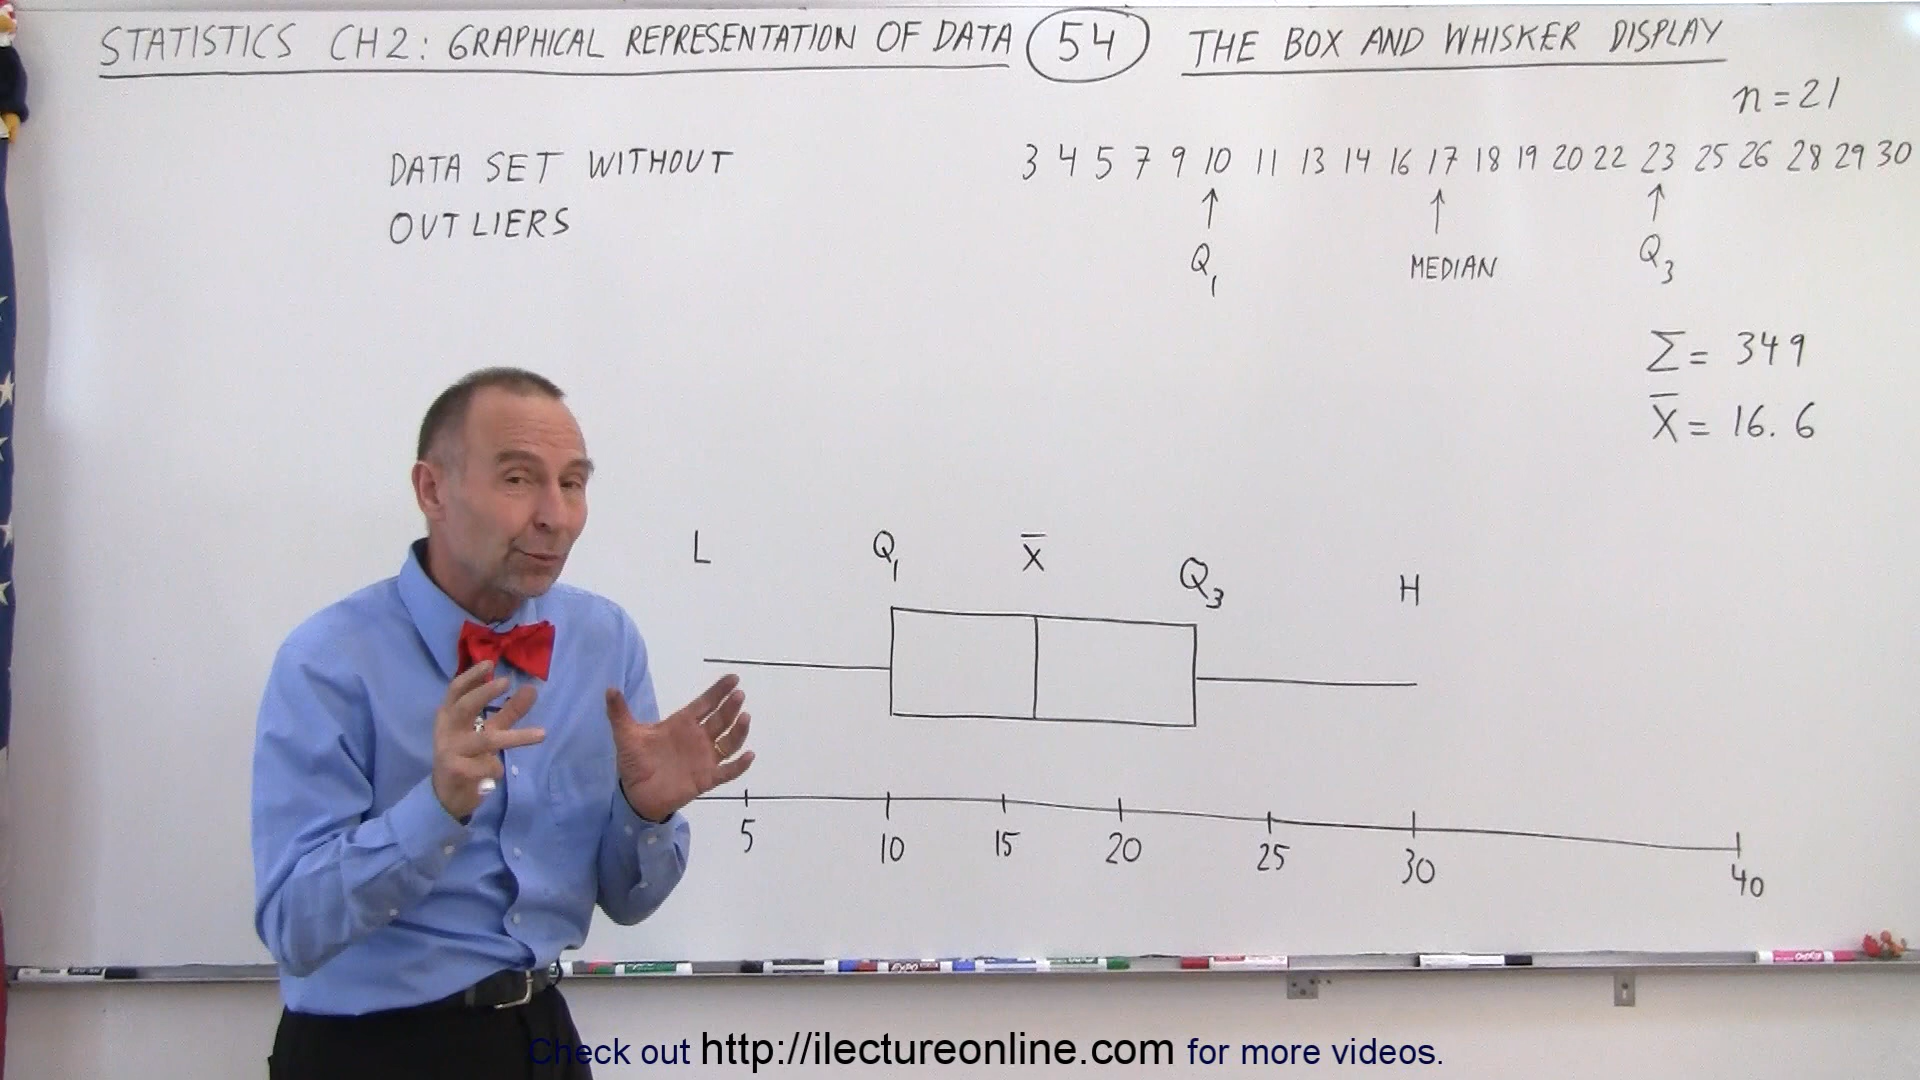 STATISTICS CH2: GRAPHICAL REPRESENTATION OF DATA 54 THE BOX AND WHISKER DISPLAY
n = 21
DATA SET WITHOUT
OUTLIERS
3 4 5 7 9 10 11 13 14 16 17 18 19 20 22 23 25 26 28 29 30
↑ ↑ ↑
Q₁ MEDIAN Q₃
Σ = 349
X̄ = 16.6
L Q₁ X̄ Q₃ H
5 10 15 20 25 30 40
EXPO
Check out http://ilectureonline.com for more videos.